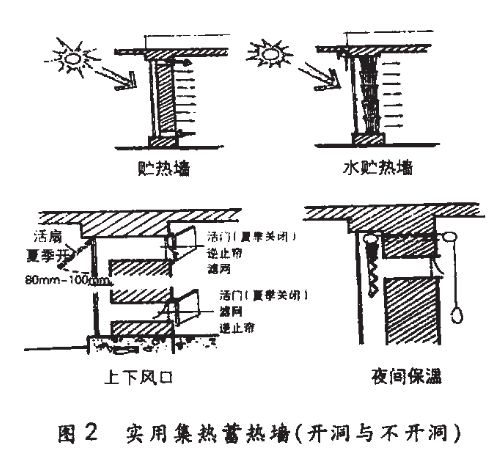 贮热墙
水贮热墙
活扇
夏季开
80mm-100mm
活门(夏季关闭)
逆止帘
滤网
活门(夏季关闭)
滤网
逆止帘
上下风口
夜间保温
图2 实用集热蓄热墙(开洞与不开洞)